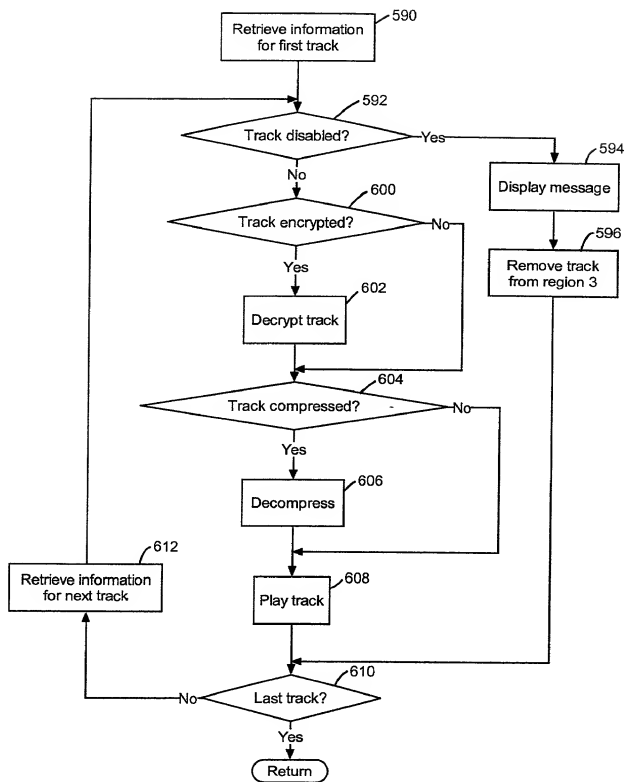 590
Retrieve information
for first track
592
Track disabled?
Yes
594
No
Display message
600
Track encrypted?
No
596
Yes
Remove track
from region 3
602
Decrypt track
604
Track compressed?
No
Yes
606
Decompress
612
Retrieve information
for next track
608
Play track
610
Last track?
No
Yes
Return